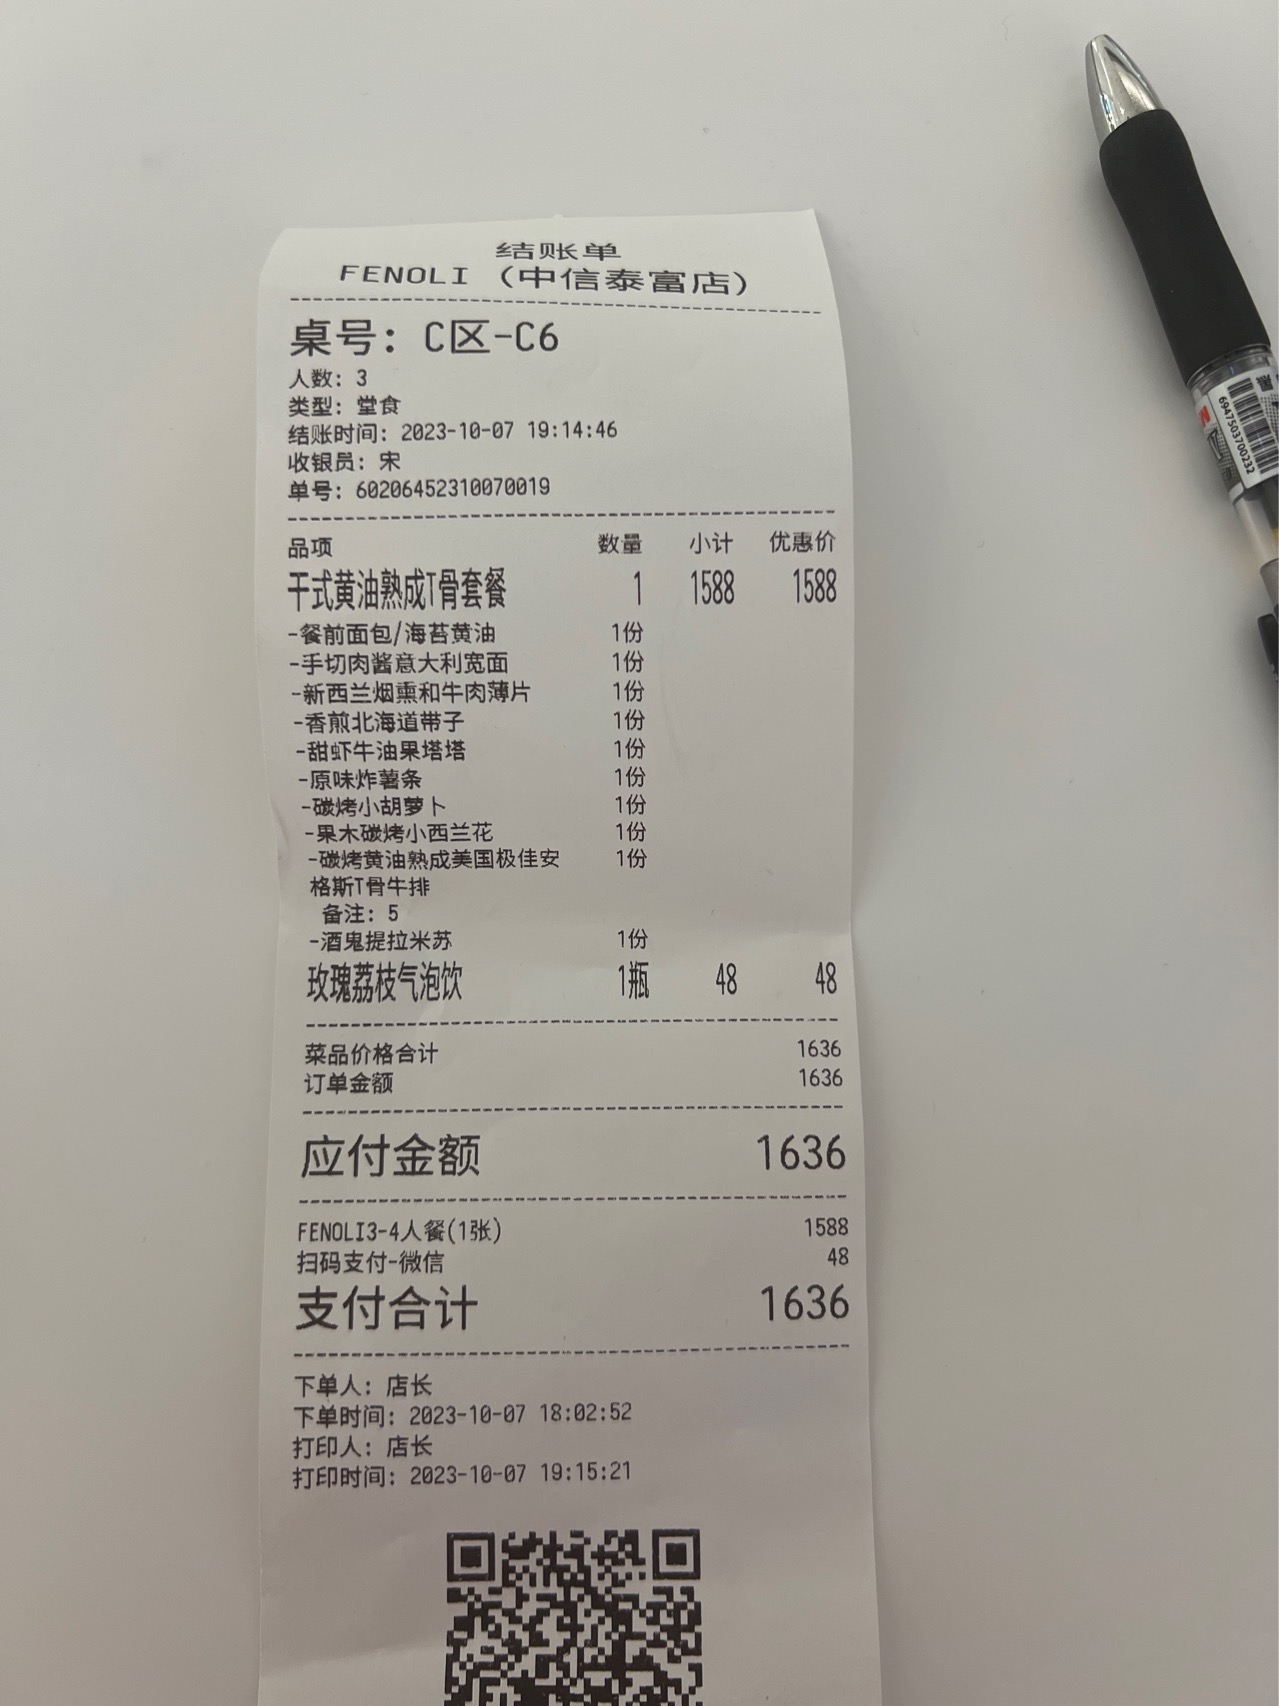 结账单
FENOLI （中信泰富店）
桌号：C区-C6
人数：3
类型：堂食
结账时间：2023-10-07 19:14:46
收银员：宋
单号：60206452310070019
品项 数量 小计 优惠价
干式黄油熟成T骨套餐 1 1588 1588
-餐前面包/海苔黄油 1份
-手切肉酱意大利宽面 1份
-新西兰烟熏和牛肉薄片 1份
-香煎北海道带子 1份
-甜虾牛油果塔塔 1份
-原味炸薯条 1份
-碳烤小胡萝卜 1份
-果木碳烤小西兰花 1份
-碳烤黄油熟成美国极佳安 1份
格斯T骨牛排
备注：5
-酒鬼提拉米苏 1份
玫瑰荔枝气泡饮 1瓶 48 48
菜品价格合计 1636
订单金额 1636
应付金额 1636
FENOLI3-4人餐(1张) 1588
扫码支付-微信 48
支付合计 1636
下单人：店长
下单时间：2023-10-07 18:02:52
打印人：店长
打印时间：2023-10-07 19:15:21
6947503700232